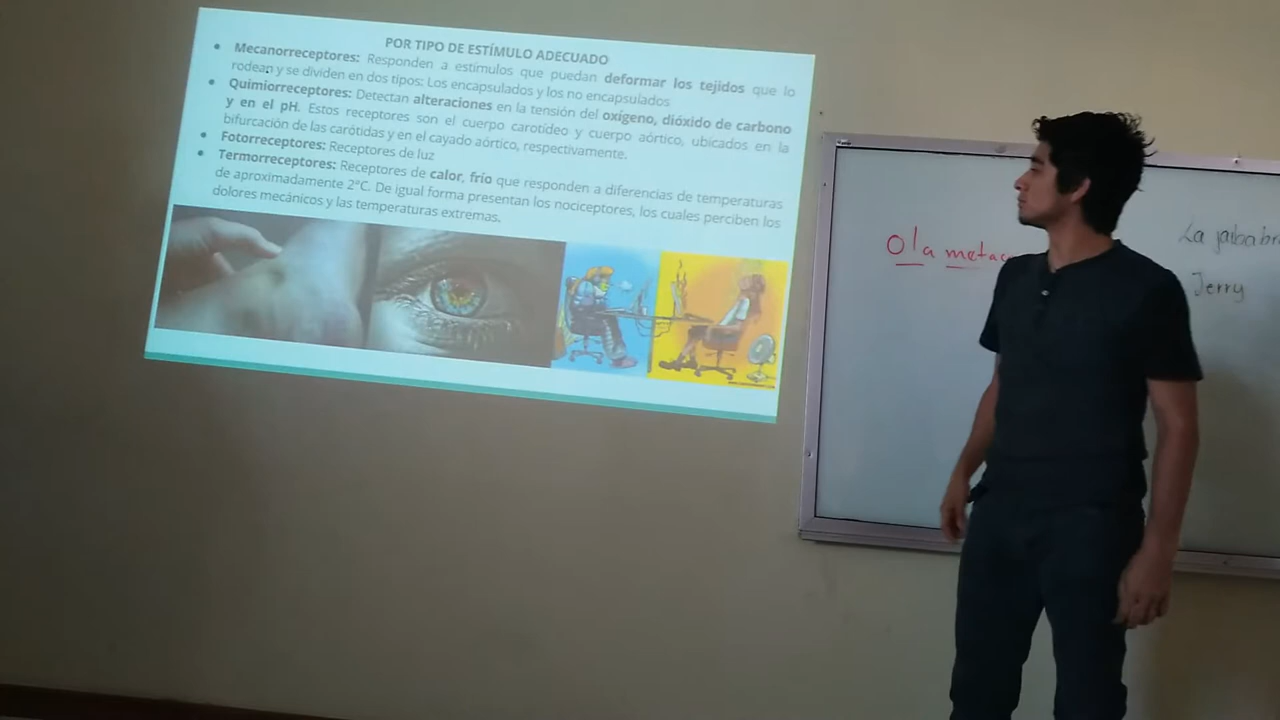 POR TIPO DE ESTÍMULO ADECUADO
• Mecanorreceptores: Responden a estímulos que puedan deformar los tejidos que lo
rodean y se dividen en dos tipos: Los encapsulados y los no encapsulados
• Quimiorreceptores: Detectan alteraciones en la tensión del oxígeno, dióxido de carbono
y en el pH. Estos receptores son el cuerpo carotídeo y cuerpo aórtico, ubicados en la
bifurcación de las carótidas y en el cayado aórtico, respectivamente.
• Fotorreceptores: Receptores de luz
• Termorreceptores: Receptores de calor, frío que responden a diferencias de temperaturas
de aproximadamente 2°C. De igual forma presentan los nociceptores, los cuales perciben los
dolores mecánicos y las temperaturas extremas.
Ola
La
Jerry